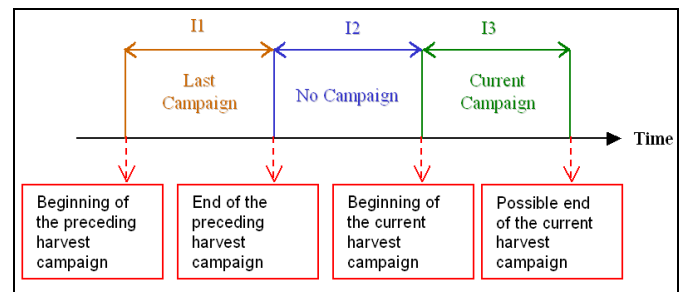 I1
I2
I3
Last
Campaign
No Campaign
Current
Campaign
Time
Beginning of
the preceding
harvest
campaign
End of the
preceding
harvest
campaign
Beginning of
the current
harvest
campaign
Possible end
of the current
harvest
campaign